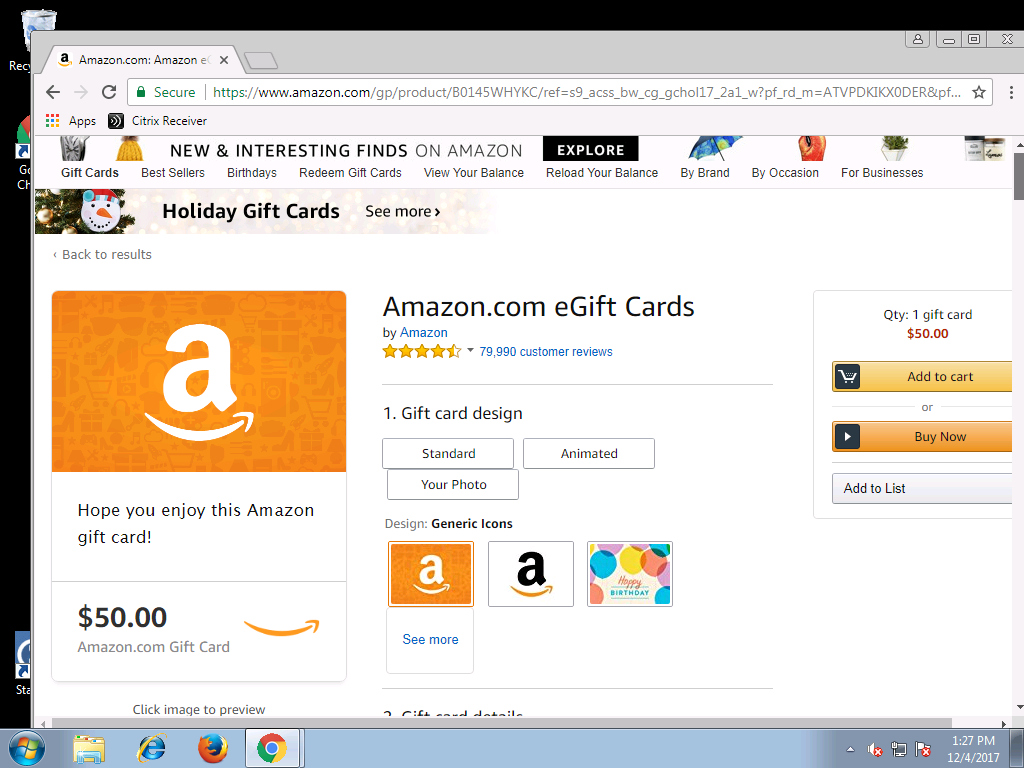 Recy
Amazon.com: Amazon eG
Secure
https://www.amazon.com/gp/product/B0145WHYKC/ref=s9_acss_bw_cg_gchol17_2a1_w?pf_rd_m=ATVPDKIKX0DER&pf...
Apps
Citrix Receiver
Go
Ch
NEW & INTERESTING FINDS ON AMAZON EXPLORE
Gift Cards Best Sellers Birthdays Redeem Gift Cards View Your Balance Reload Your Balance By Brand By Occasion For Businesses
Holiday Gift Cards See more ›
‹ Back to results
Amazon.com eGift Cards
by Amazon
79,990 customer reviews
Qty: 1 gift card
$50.00
Add to cart
or
Buy Now
Add to List
1. Gift card design
Standard
Animated
Your Photo
Design: Generic Icons
Happy
BIRTHDAY
See more
Hope you enjoy this Amazon
gift card!
$50.00
Amazon.com Gift Card
Click image to preview
2. Gift card details
Sta
1:27 PM
12/4/2017